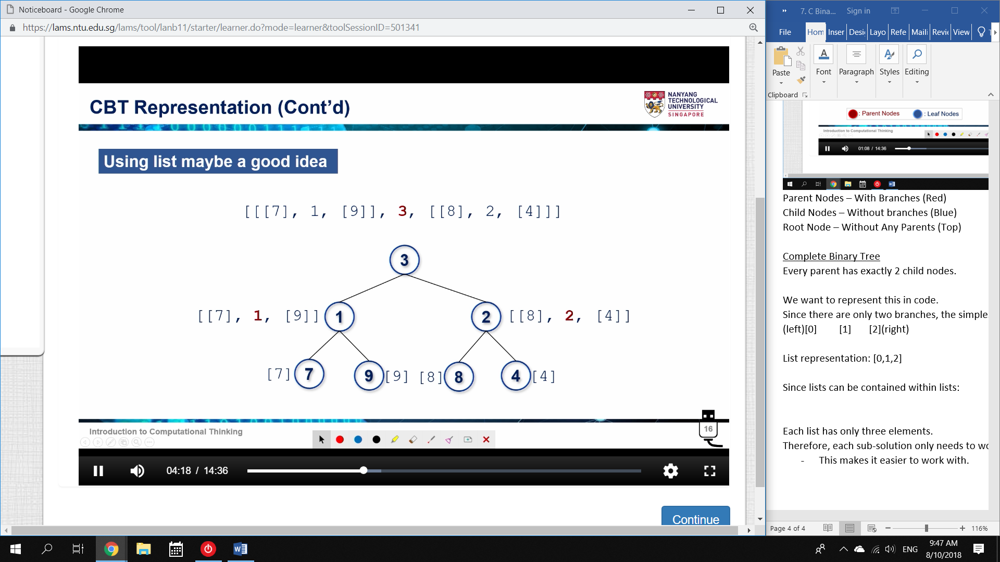 Noticeboard - Google Chrome
https://lams.ntu.edu.sg/lams/tool/lanb11/starter/learner.do?mode=learner&toolSessionID=501341
CBT Representation (Cont'd)
NANYANG
TECHNOLOGICAL
UNIVERSITY
SINGAPORE
Using list maybe a good idea
[[[7], 1, [9]], 3, [[8], 2, [4]]]
3
[[7], 1, [9]] 1 2 [[8], 2, [4]]
[7] 7 9 [9] [8] 8 4 [4]
Introduction to Computational Thinking
16
04:18 / 14:36
Continue
7. C Bina... Sign in
File Hom Inser Desi Layo Refe Maili Revi View
Paste Font Paragraph Styles Editing
Clipboard
: Parent Nodes : Leaf Nodes
Introduction to Computational Thinking
01:08 / 14:36
Parent Nodes – With Branches (Red)
Child Nodes – Without branches (Blue)
Root Node – Without Any Parents (Top)
Complete Binary Tree
Every parent has exactly 2 child nodes.
We want to represent this in code.
Since there are only two branches, the simple
(left)[0] [1] [2](right)
List representation: [0,1,2]
Since lists can be contained within lists:
Each list has only three elements.
Therefore, each sub-solution only needs to wo
- This makes it easier to work with.
Page 4 of 4 116%
ENG
9:47 AM
8/10/2018